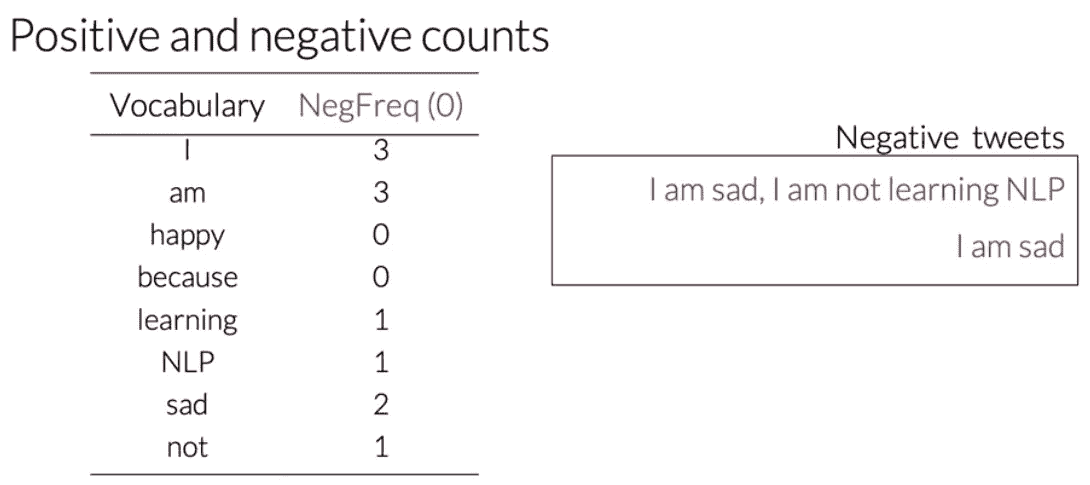 Positive and negative counts
Vocabulary NegFreq (0)
I 3
am 3
happy 0
because 0
learning 1
NLP 1
sad 2
not 1
Negative tweets
I am sad, I am not learning NLP
I am sad